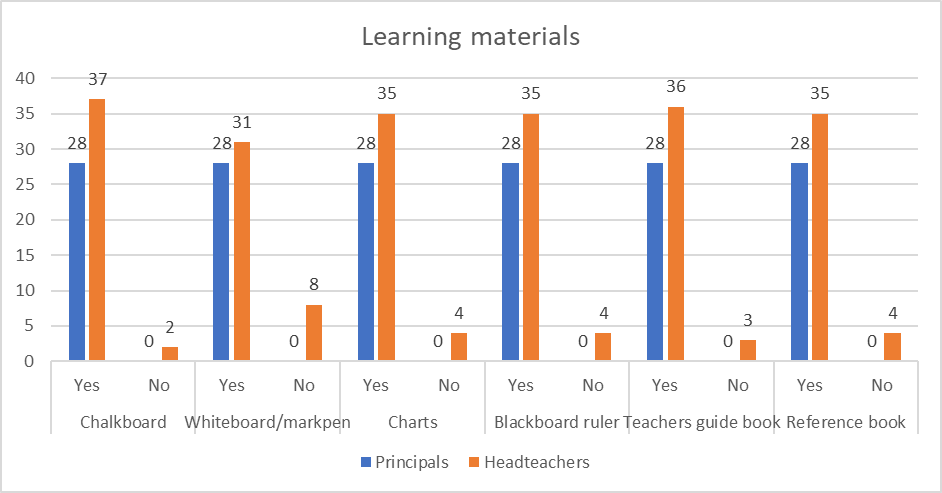 Learning materials
40
35
30
25
20
15
10
5
0
28 37 0 2 28 31 0 8 28 35 0 4 28 35 0 4 28 36 0 3 28 35 0 4
Yes No Yes No Yes No Yes No Yes No Yes No
Chalkboard Whiteboard/markpen Charts Blackboard ruler Teachers guide book Reference book
Principals Headteachers